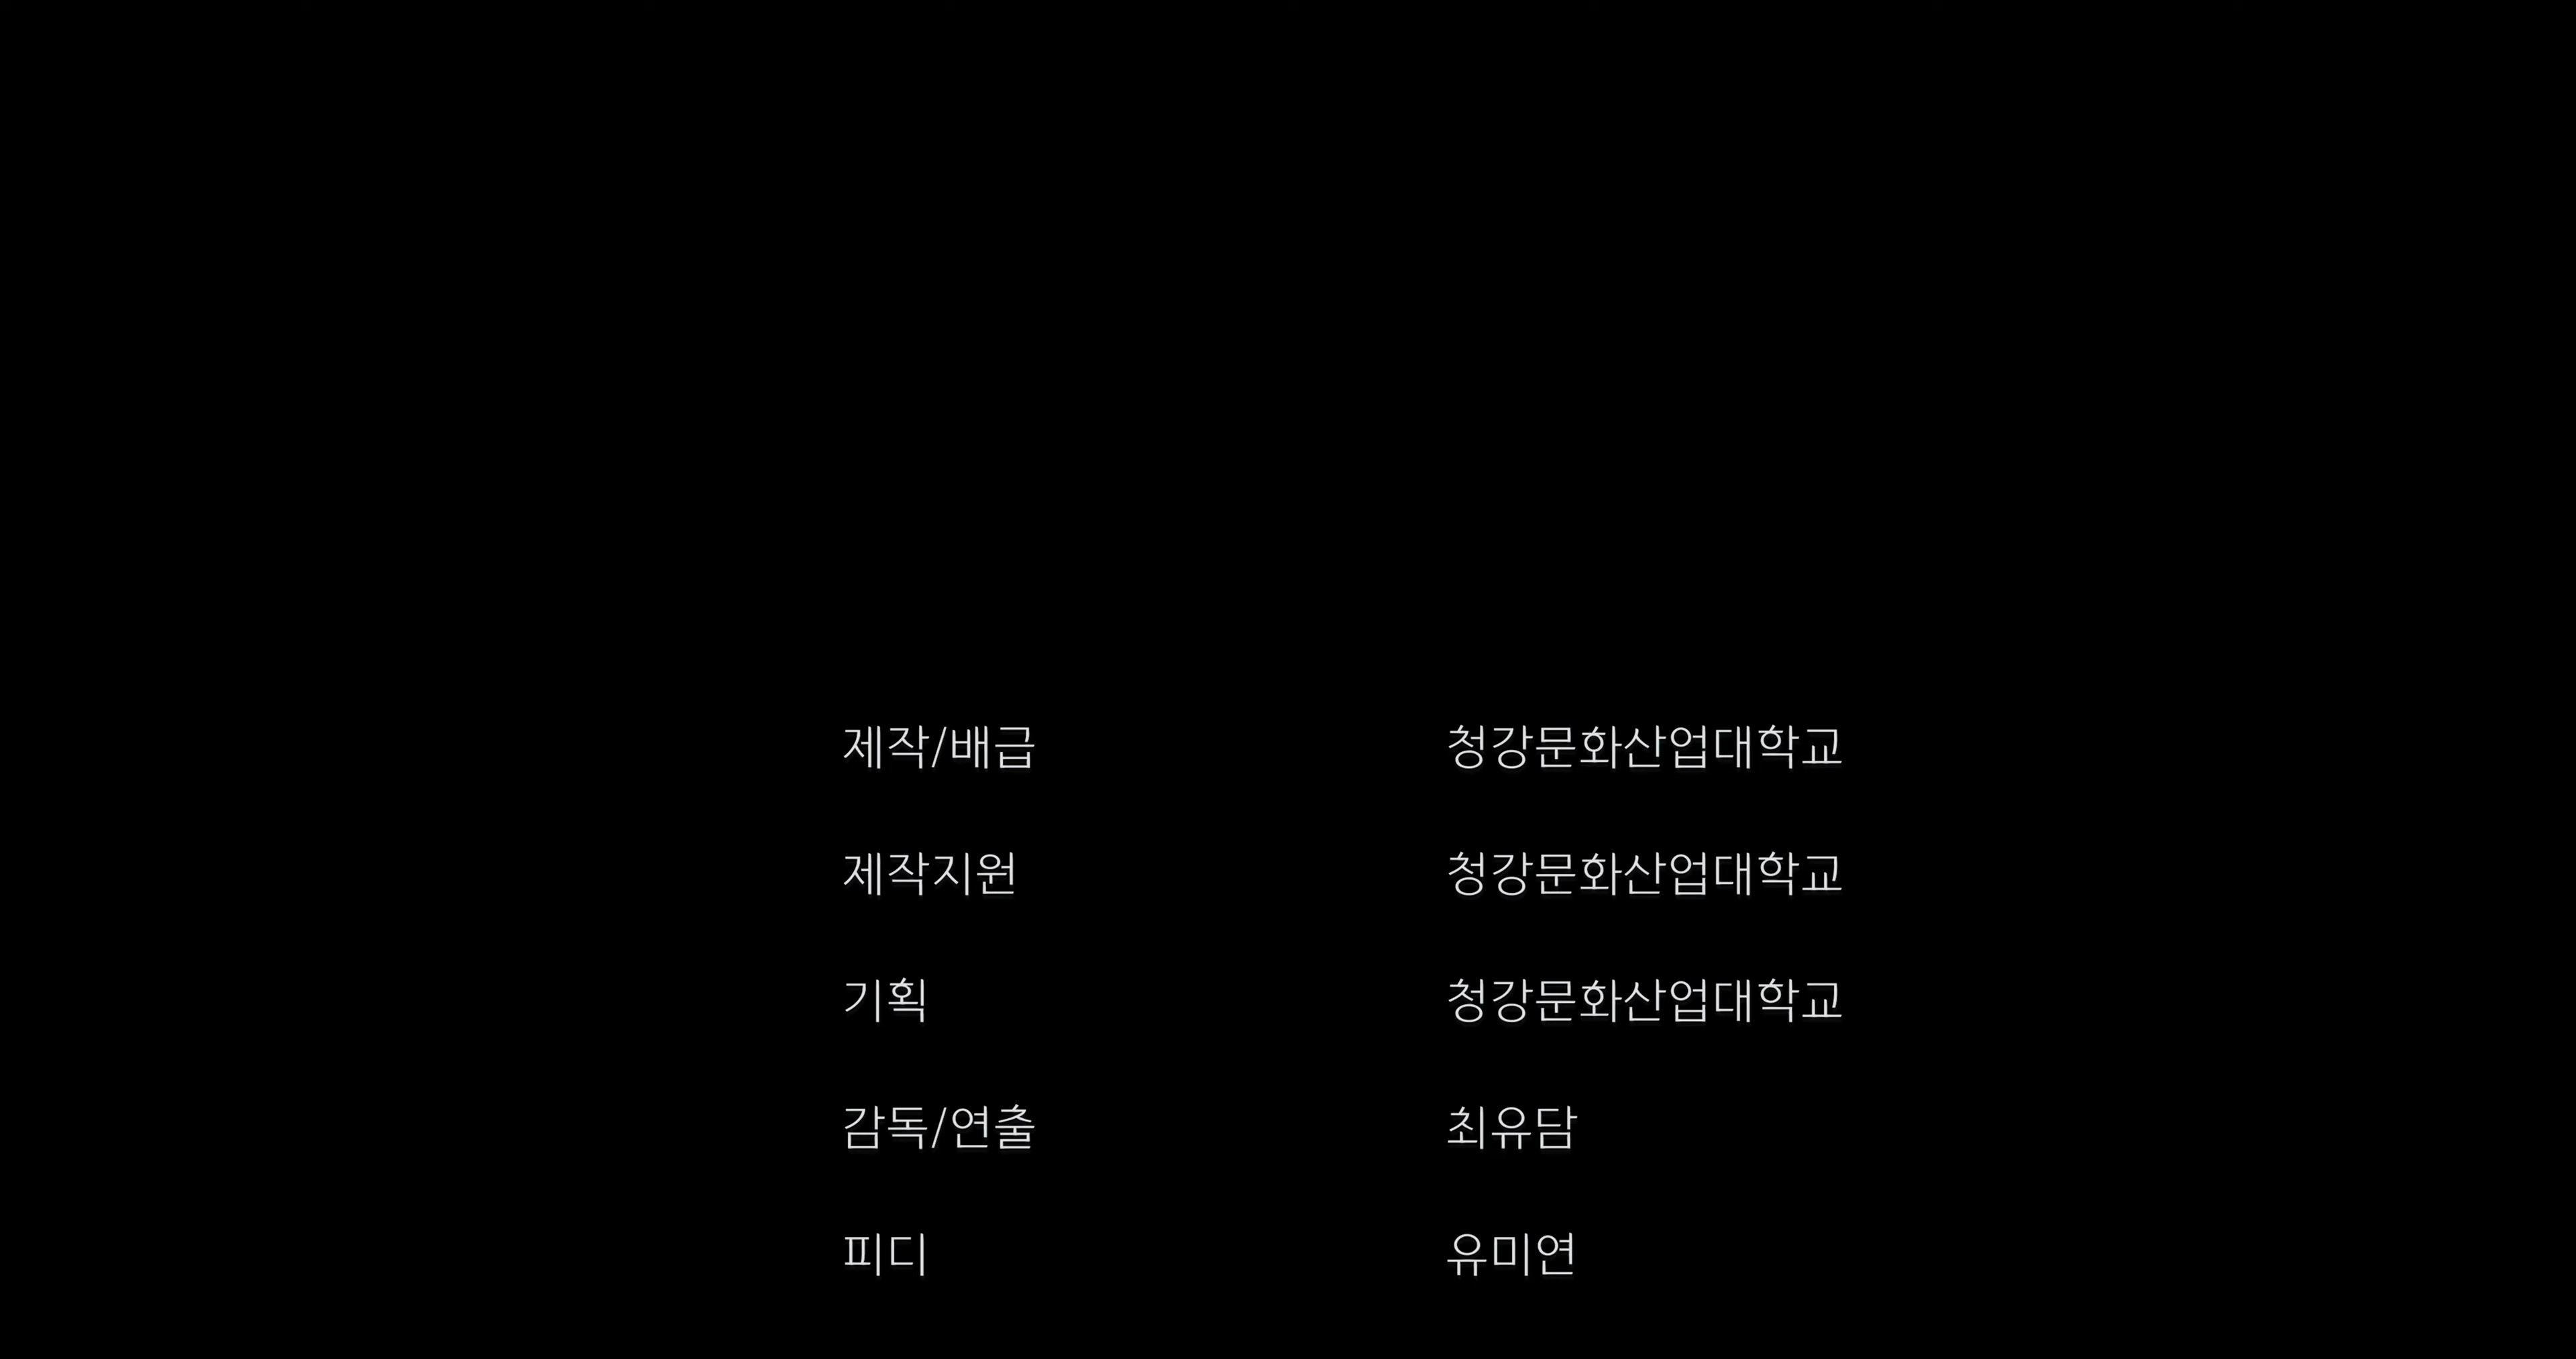 제작/배급 청강문화산업대학교
제작지원 청강문화산업대학교
기획 청강문화산업대학교
감독/연출 최유담
피디 유미연